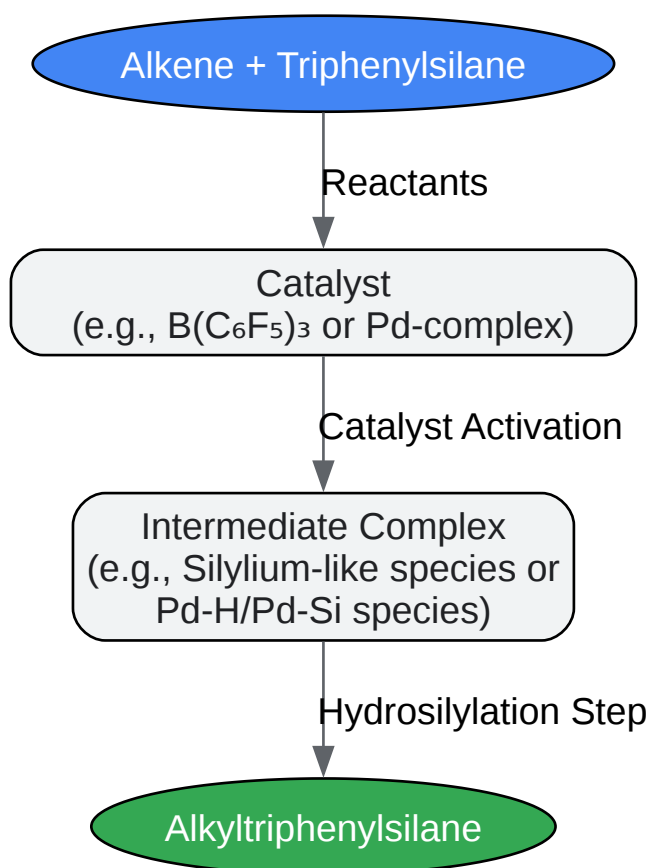 Alkene + Triphenylsilane
Reactants
Catalyst
(e.g., B(C₆F₅)₃ or Pd-complex)
Catalyst Activation
Intermediate Complex
(e.g., Silylium-like species or
Pd-H/Pd-Si species)
Hydrosilylation Step
Alkyltriphenylsilane